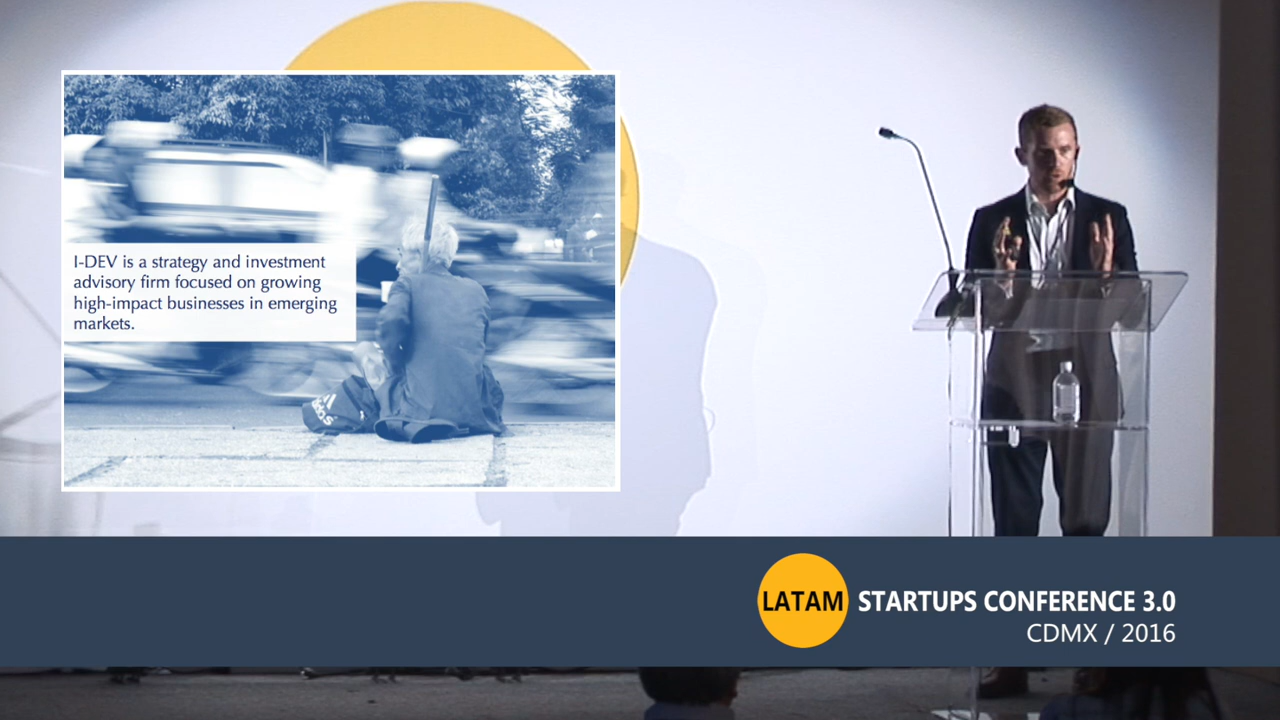 I-DEV is a strategy and investment
advisory firm focused on growing
high-impact businesses in emerging
markets.
adidas
LATAM STARTUPS CONFERENCE 3.0
CDMX / 2016